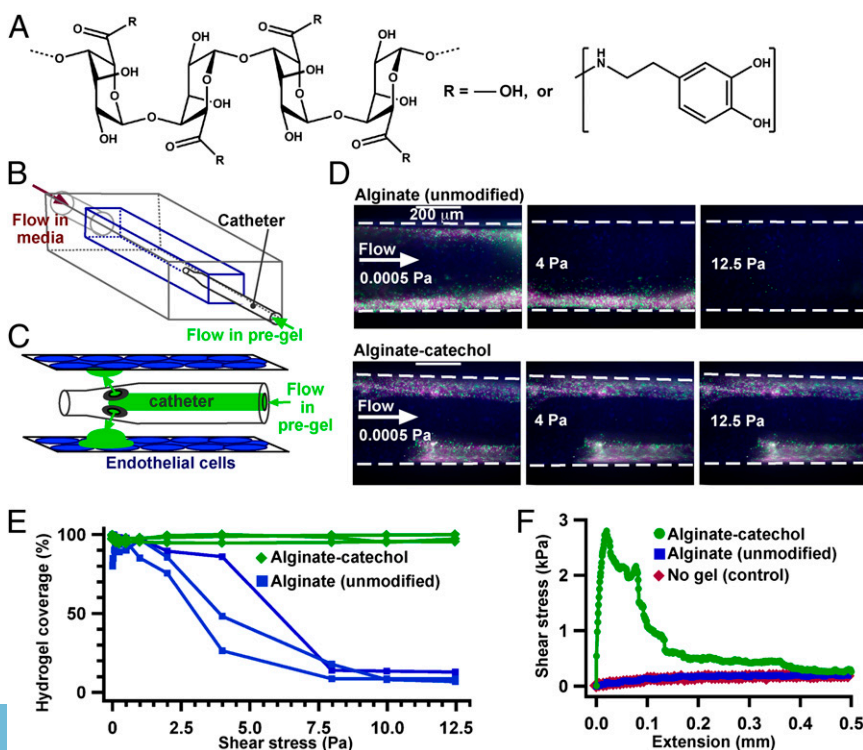 A
R
O
O
OH
OH
O
O
OH
O
O
O
R
R
O
O
OH
OH
O
O
OH
O
O
O
R
R = —OH, or
H
N
OH
OH
B
Flow in
media
Catheter
Flow in pre-gel
C
catheter
Flow
in
pre-gel
Endothelial cells
D
Alginate (unmodified)
200 μm
Flow
0.0005 Pa
4 Pa
12.5 Pa
Alginate-catechol
Flow
0.0005 Pa
4 Pa
12.5 Pa
E
Hydrogel coverage (%)
100
50
0
Alginate-catechol
Alginate (unmodified)
0 2.5 5.0 7.5 10.0 12.5
Shear stress (Pa)
F
Shear stress (kPa)
3
2
1
0
Alginate-catechol
Alginate (unmodified)
No gel (control)
0.0 0.1 0.2 0.3 0.4 0.5
Extension (mm)